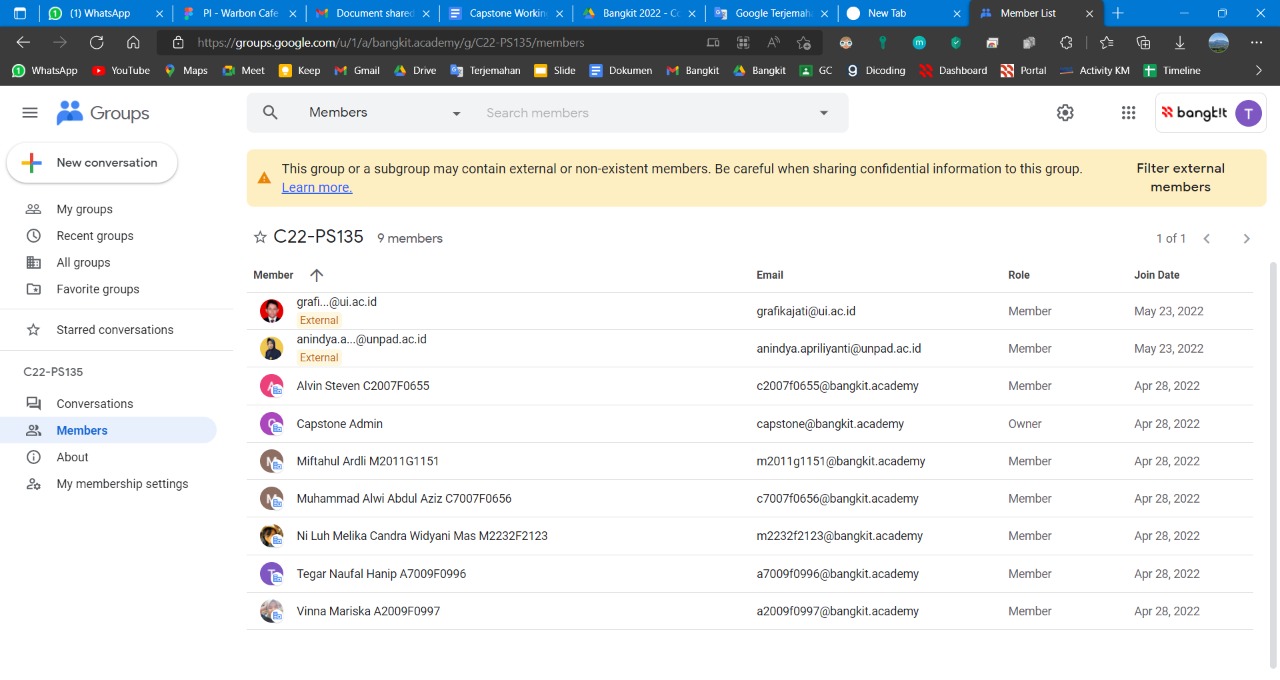 (1) WhatsApp
PI - Warbon Cafe
Document shared
Capstone Working
Bangkit 2022 - Co
Google Terjemah
New Tab
Member List
https://groups.google.com/u/1/a/bangkit.academy/g/C22-PS135/members
WhatsApp YouTube Maps Meet Keep Gmail Drive Terjemahan Slide Dokumen Bangkit Bangkit GC Dicoding Dashboard Portal Activity KM Timeline
Groups
Members
Search members
bangk!t
T
New conversation
My groups
Recent groups
All groups
Favorite groups
Starred conversations
C22-PS135
Conversations
Members
About
My membership settings
This group or a subgroup may contain external or non-existent members. Be careful when sharing confidential information to this group.
Learn more.
Filter external
members
C22-PS135 9 members
1 of 1
Member Email Role Join Date
grafi...@ui.ac.id
External
grafikajati@ui.ac.id Member May 23, 2022
anindya.a...@unpad.ac.id
External
anindya.apriliyanti@unpad.ac.id Member May 23, 2022
Alvin Steven C2007F0655 c2007f0655@bangkit.academy Member Apr 28, 2022
Capstone Admin capstone@bangkit.academy Owner Apr 28, 2022
Miftahul Ardli M2011G1151 m2011g1151@bangkit.academy Member Apr 28, 2022
Muhammad Alwi Abdul Aziz C7007F0656 c7007f0656@bangkit.academy Member Apr 28, 2022
Ni Luh Melika Candra Widyani Mas M2232F2123 m2232f2123@bangkit.academy Member Apr 28, 2022
Tegar Naufal Hanip A7009F0996 a7009f0996@bangkit.academy Member Apr 28, 2022
Vinna Mariska A2009F0997 a2009f0997@bangkit.academy Member Apr 28, 2022